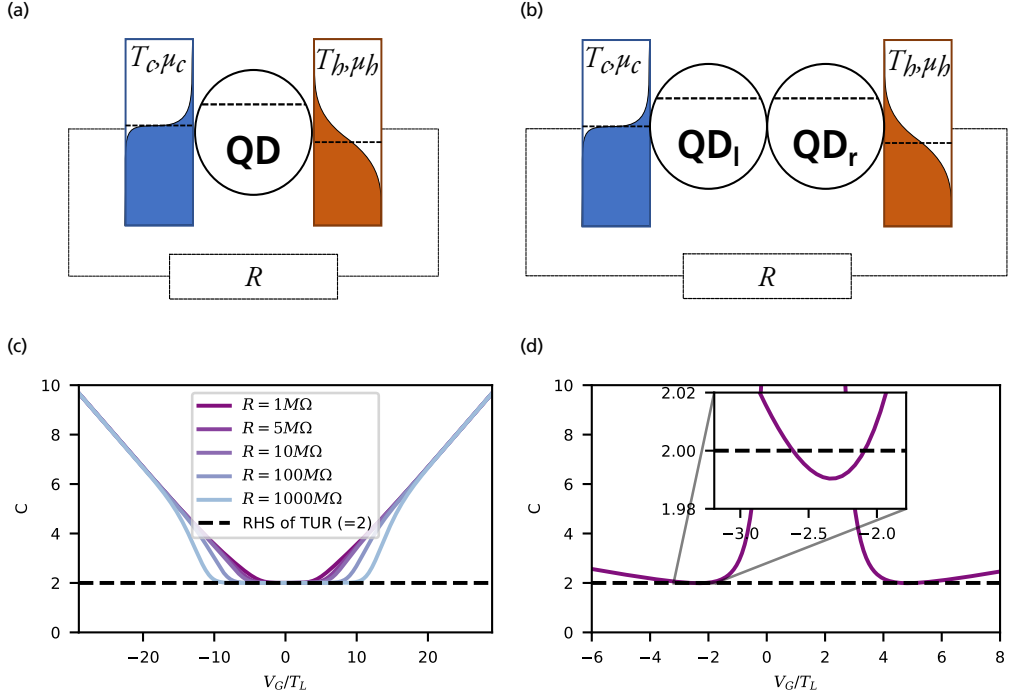 (a)
(b)
T_c,μ_c
T_h,μ_h
QD
R
T_c,μ_c
T_h,μ_h
QD_l
QD_r
R
(c)
(d)
C
10
8
6
4
2
0
R = 1MΩ
R = 5MΩ
R = 10MΩ
R = 100MΩ
R = 1000MΩ
RHS of TUR (=2)
−20
−10
0
10
20
V_G/T_L
C
10
8
6
4
2
0
2.02
2.00
1.98
−3.0
−2.5
−2.0
−6
−4
−2
0
2
4
6
8
V_G/T_L